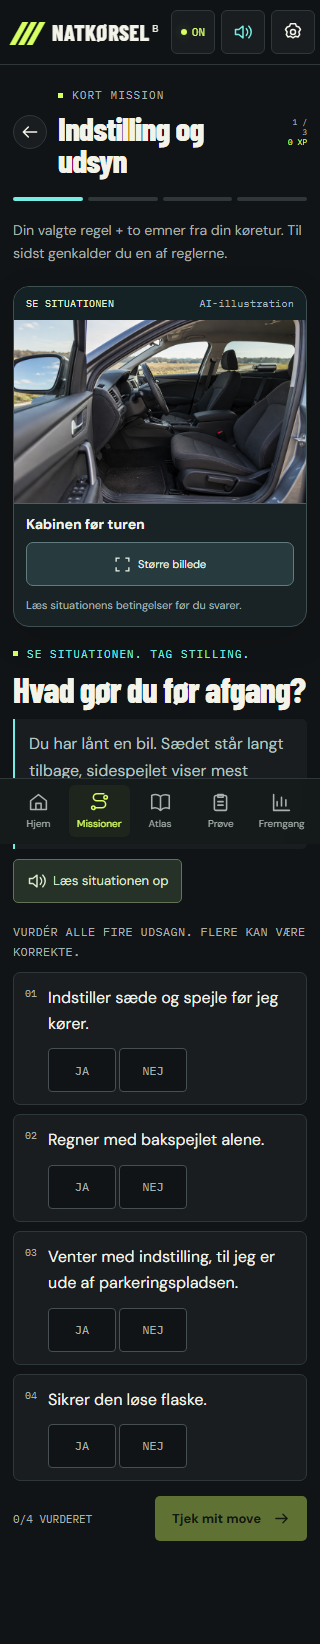 NATKØRSEL B
ON
KORT MISSION
Indstilling og
udsyn
1 /
3
0 XP
Din valgte regel + to emner fra din køretur. Til
sidst genkalder du en af reglerne.
SE SITUATIONEN
AI-illustration
Kabinen før turen
Større billede
Læs situationens betingelser før du svarer.
SE SITUATIONEN. TAG STILLING.
Hvad gør du før afgang?
Du har lånt en bil. Sædet står langt
tilbage, sidespejlet viser mest
Hjem
Missioner
Atlas
Prøve
Fremgang
Læs situationen op
VURDÉR ALLE FIRE UDSAGN. FLERE KAN VÆRE
KORREKTE.
01
Indstiller sæde og spejle før jeg
kører.
JA
NEJ
02
Regner med bakspejlet alene.
JA
NEJ
03
Venter med indstilling, til jeg er
ude af parkeringspladsen.
JA
NEJ
04
Sikrer den løse flaske.
JA
NEJ
0/4 VURDERET
Tjek mit move